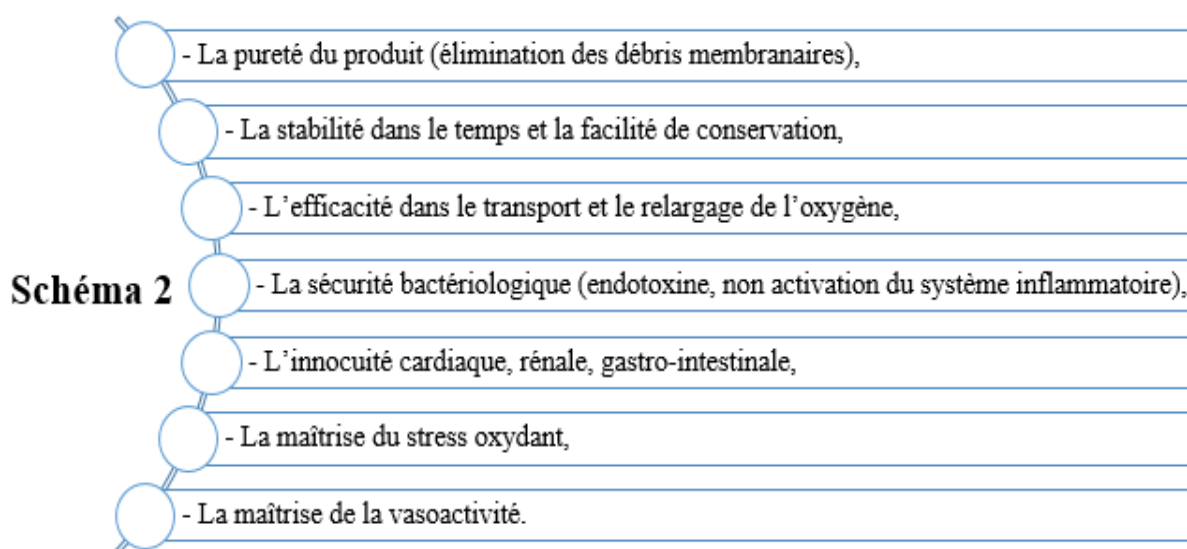 - La pureté du produit (élimination des débris membranaires),
- La stabilité dans le temps et la facilité de conservation,
- L’efficacité dans le transport et le relargage de l’oxygène,
Schéma 2
- La sécurité bactériologique (endotoxine, non activation du système inflammatoire),
- L’innocuité cardiaque, rénale, gastro-intestinale,
- La maîtrise du stress oxydant,
- La maîtrise de la vasoactivité.